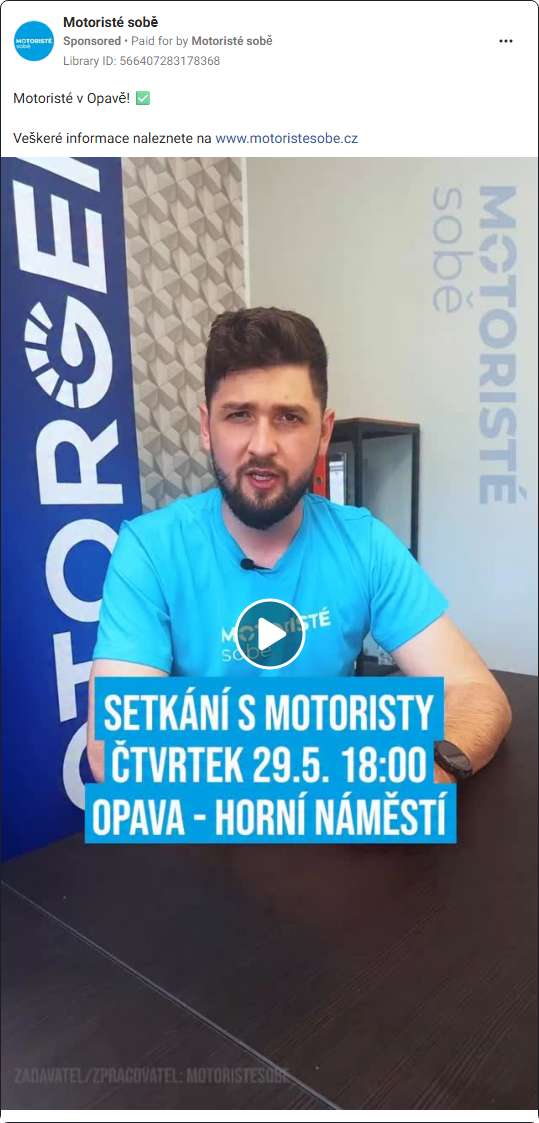 Motoristé sobě
Sponsored • Paid for by Motoristé sobě
Library ID: 566407283178368
Motoristé v Opavě! ✅
Veškeré informace naleznete na www.motoristesobe.cz
MOTORISTÉ
sobě
MOTORISTÉ
sobě
MOTORISTÉ
sobě
SETKÁNÍ S MOTORISTY
ČTVRTEK 29.5. 18:00
OPAVA - HORNÍ NÁMĚSTÍ
ZADAVATEL/ZPRACOVATEL: MOTORISTESOBE